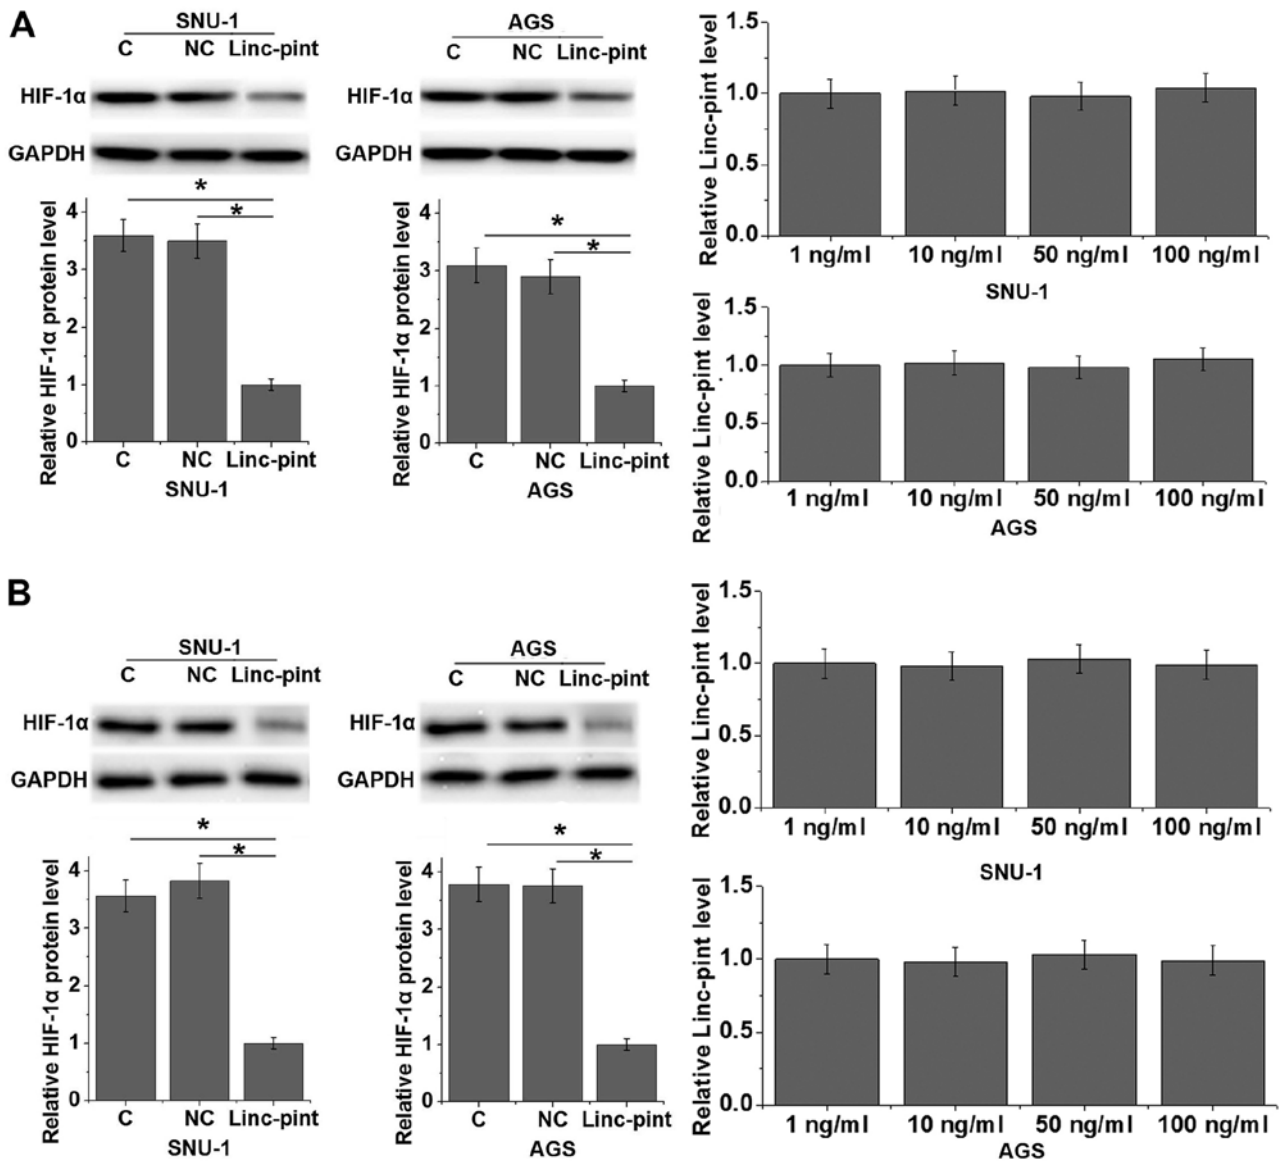 A
SNU-1
C NC Linc-pint
HIF-1α
GAPDH
*
*
Relative HIF-1α protein level
4
3
2
1
0
C NC Linc-pint
SNU-1
AGS
C NC Linc-pint
HIF-1α
GAPDH
*
*
Relative HIF-1α protein level
4
3
2
1
0
C NC Linc-pint
AGS
Relative Linc-pint level
1.5
1.0
0.5
0.0
1 ng/ml 10 ng/ml 50 ng/ml 100 ng/ml
SNU-1
Relative Linc-pint level
1.5
1.0
0.5
0.0
1 ng/ml 10 ng/ml 50 ng/ml 100 ng/ml
AGS
B
SNU-1
C NC Linc-pint
HIF-1α
GAPDH
*
*
Relative HIF-1α protein level
4
3
2
1
0
C NC Linc-pint
SNU-1
AGS
C NC Linc-pint
HIF-1α
GAPDH
*
*
Relative HIF-1α protein level
4
3
2
1
0
C NC Linc-pint
AGS
Relative Linc-pint level
1.5
1.0
0.5
0.0
1 ng/ml 10 ng/ml 50 ng/ml 100 ng/ml
SNU-1
Relative Linc-pint level
1.5
1.0
0.5
0.0
1 ng/ml 10 ng/ml 50 ng/ml 100 ng/ml
AGS